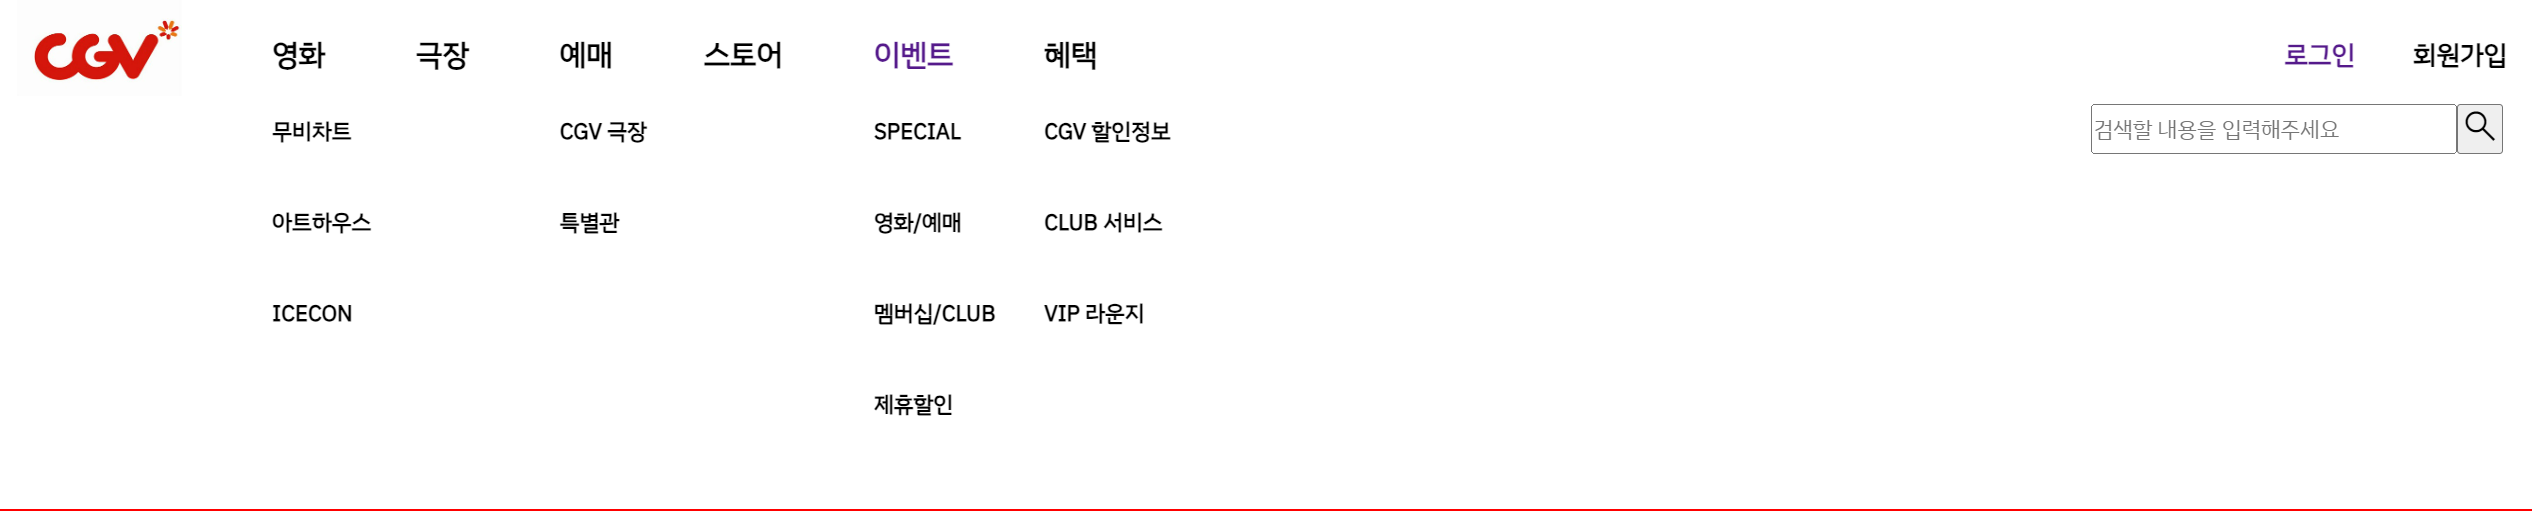 CGV
영화 극장 예매 스토어 이벤트 혜택 로그인 회원가입
무비차트 CGV 극장 SPECIAL CGV 할인정보 검색할 내용을 입력해주세요
아트하우스 특별관 영화/예매 CLUB 서비스
ICECON 멤버십/CLUB VIP 라운지
제휴할인